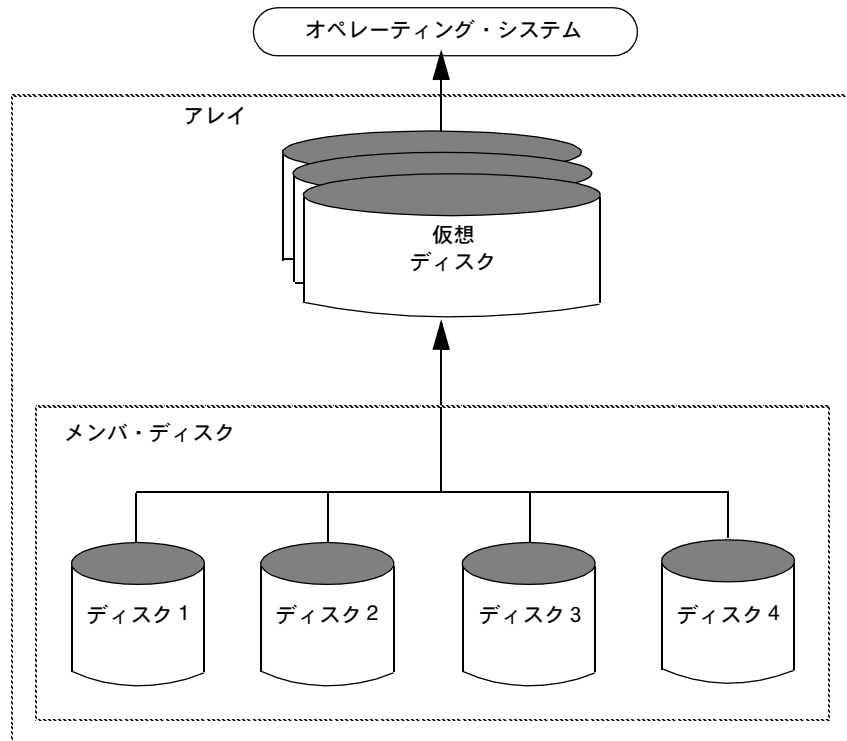 オペレーティング・システム
アレイ
仮想
ディスク
メンバ・ディスク
ディスク 1
ディスク 2
ディスク 3
ディスク 4